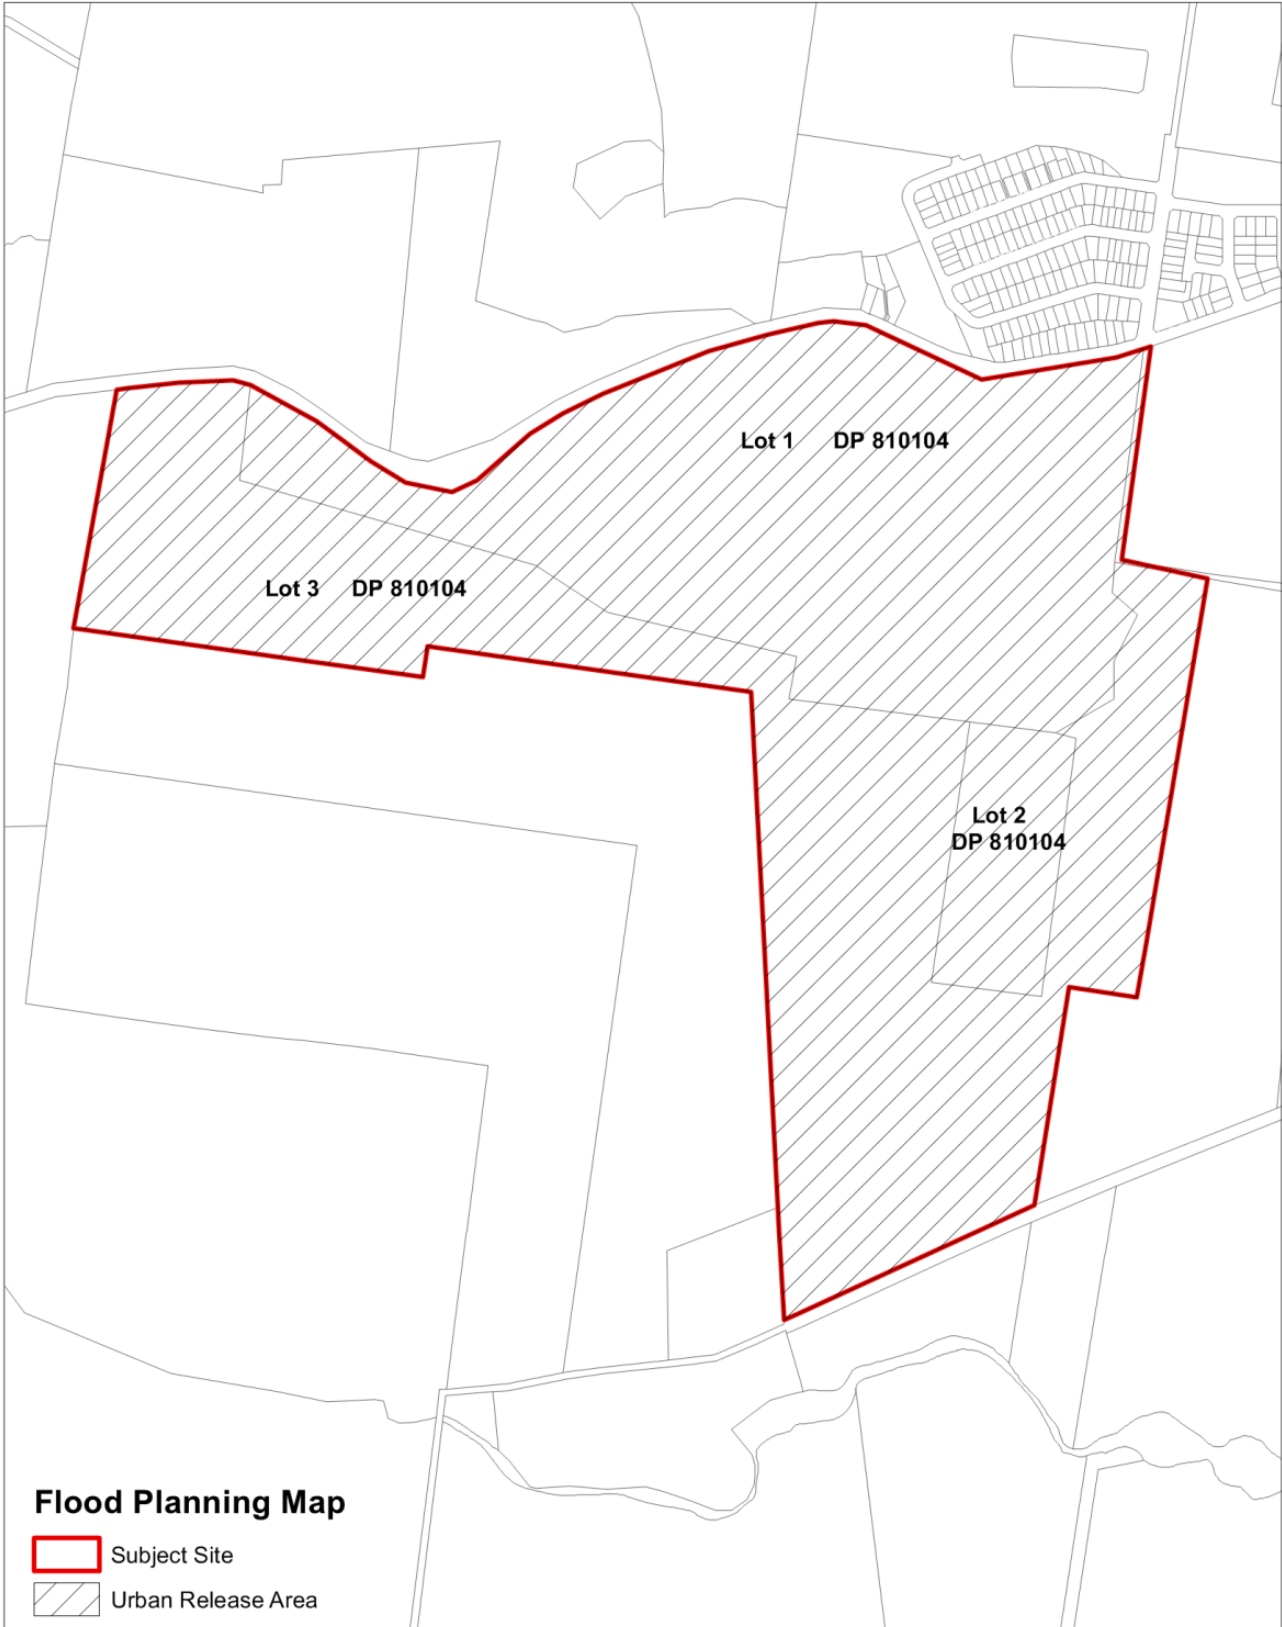 Lot 1 DP 810104
Lot 3 DP 810104
Lot 2
DP 810104
Flood Planning Map
Subject Site
Urban Release Area